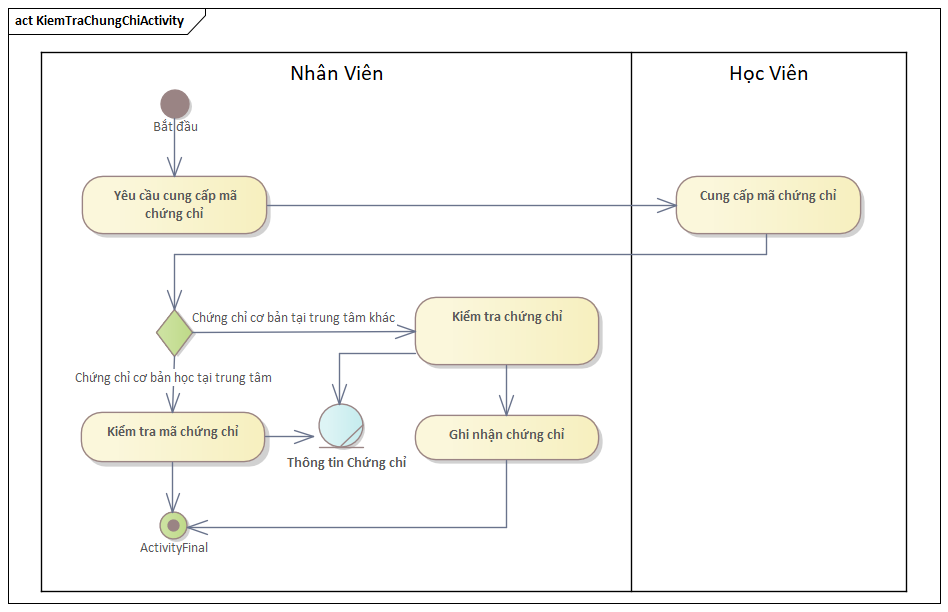 act KiemTraChungChiActivity
Nhân Viên
Học Viên
Bắt đầu
Yêu cầu cung cấp mã
chứng chỉ
Cung cấp mã chứng chỉ
Chứng chỉ cơ bản tại trung tâm khác
Kiểm tra chứng chỉ
Chứng chỉ cơ bản học tại trung tâm
Kiểm tra mã chứng chỉ
Thông tin Chứng chỉ
Ghi nhận chứng chỉ
ActivityFinal